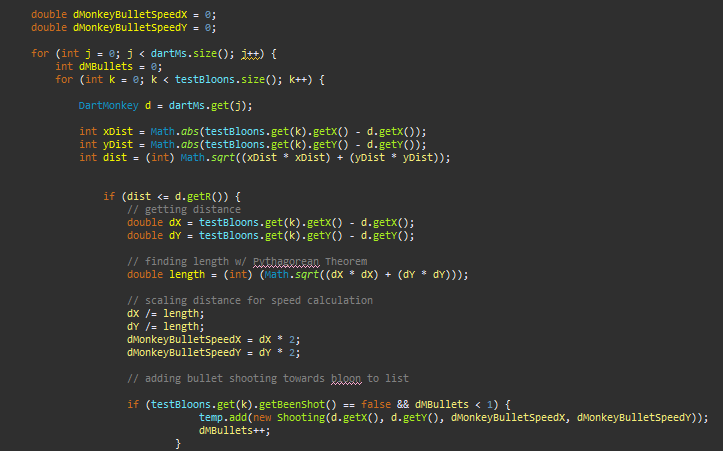 double dMonkeyBulletSpeedX = 0;
double dMonkeyBulletSpeedY = 0;
for (int j = 0; j < dartMs.size(); j++) {
int dMBullets = 0;
for (int k = 0; k < testBloons.size(); k++) {
DartMonkey d = dartMs.get(j);
int xDist = Math.abs(testBloons.get(k).getX() - d.getX());
int yDist = Math.abs(testBloons.get(k).getY() - d.getY());
int dist = (int) Math.sqrt((xDist * xDist) + (yDist * yDist));
if (dist <= d.getR()) {
// getting distance
double dX = testBloons.get(k).getX() - d.getX();
double dY = testBloons.get(k).getY() - d.getY();
// finding length w/ Pythagorean Theorem
double length = (int) (Math.sqrt((dX * dX) + (dY * dY)));
// scaling distance for speed calculation
dX /= length;
dY /= length;
dMonkeyBulletSpeedX = dX * 2;
dMonkeyBulletSpeedY = dY * 2;
// adding bullet shooting towards bloon to list
if (testBloons.get(k).getBeenShot() == false && dMBullets < 1) {
temp.add(new Shooting(d.getX(), d.getY(), dMonkeyBulletSpeedX, dMonkeyBulletSpeedY));
dMBullets++;
}